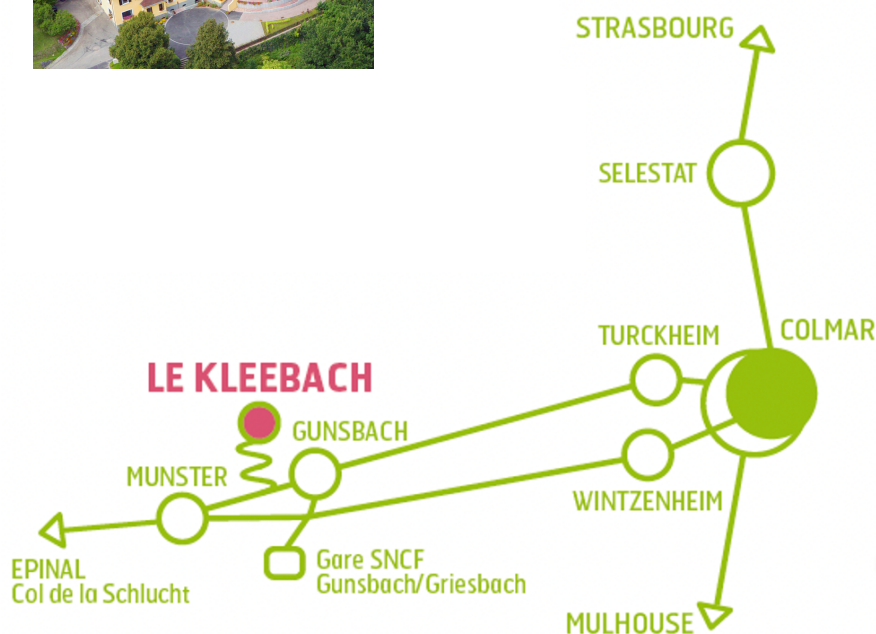 STRASBOURG
SELESTAT
TURCKHEIM
COLMAR
LE KLEEBACH
GUNSBACH
MUNSTER
WINTZENHEIM
EPINAL
Col de la Schlucht
Gare SNCF
Gunsbach/Griesbach
MULHOUSE